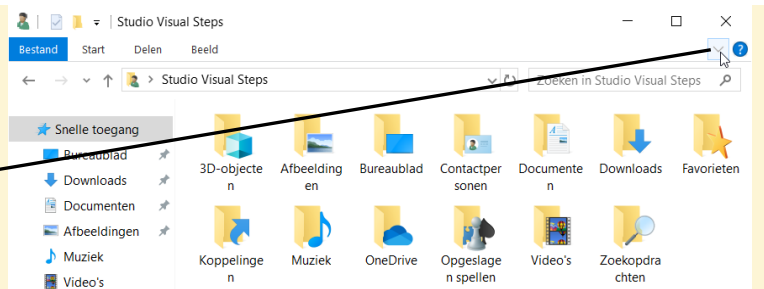 Studio Visual Steps
Bestand Start Delen Beeld
Studio Visual Steps
Zoeken in Studio Visual Steps
Snelle toegang
Bureaublad
Downloads
Documenten
Afbeeldingen
Muziek
Video's
3D-objecte
n
Afbeelding
en
Bureaublad
Contactper
sonen
Documente
n
Downloads
Favorieten
Koppelinge
n
Muziek
OneDrive
Opgeslage
n spellen
Video's
Zoekopdra
chten